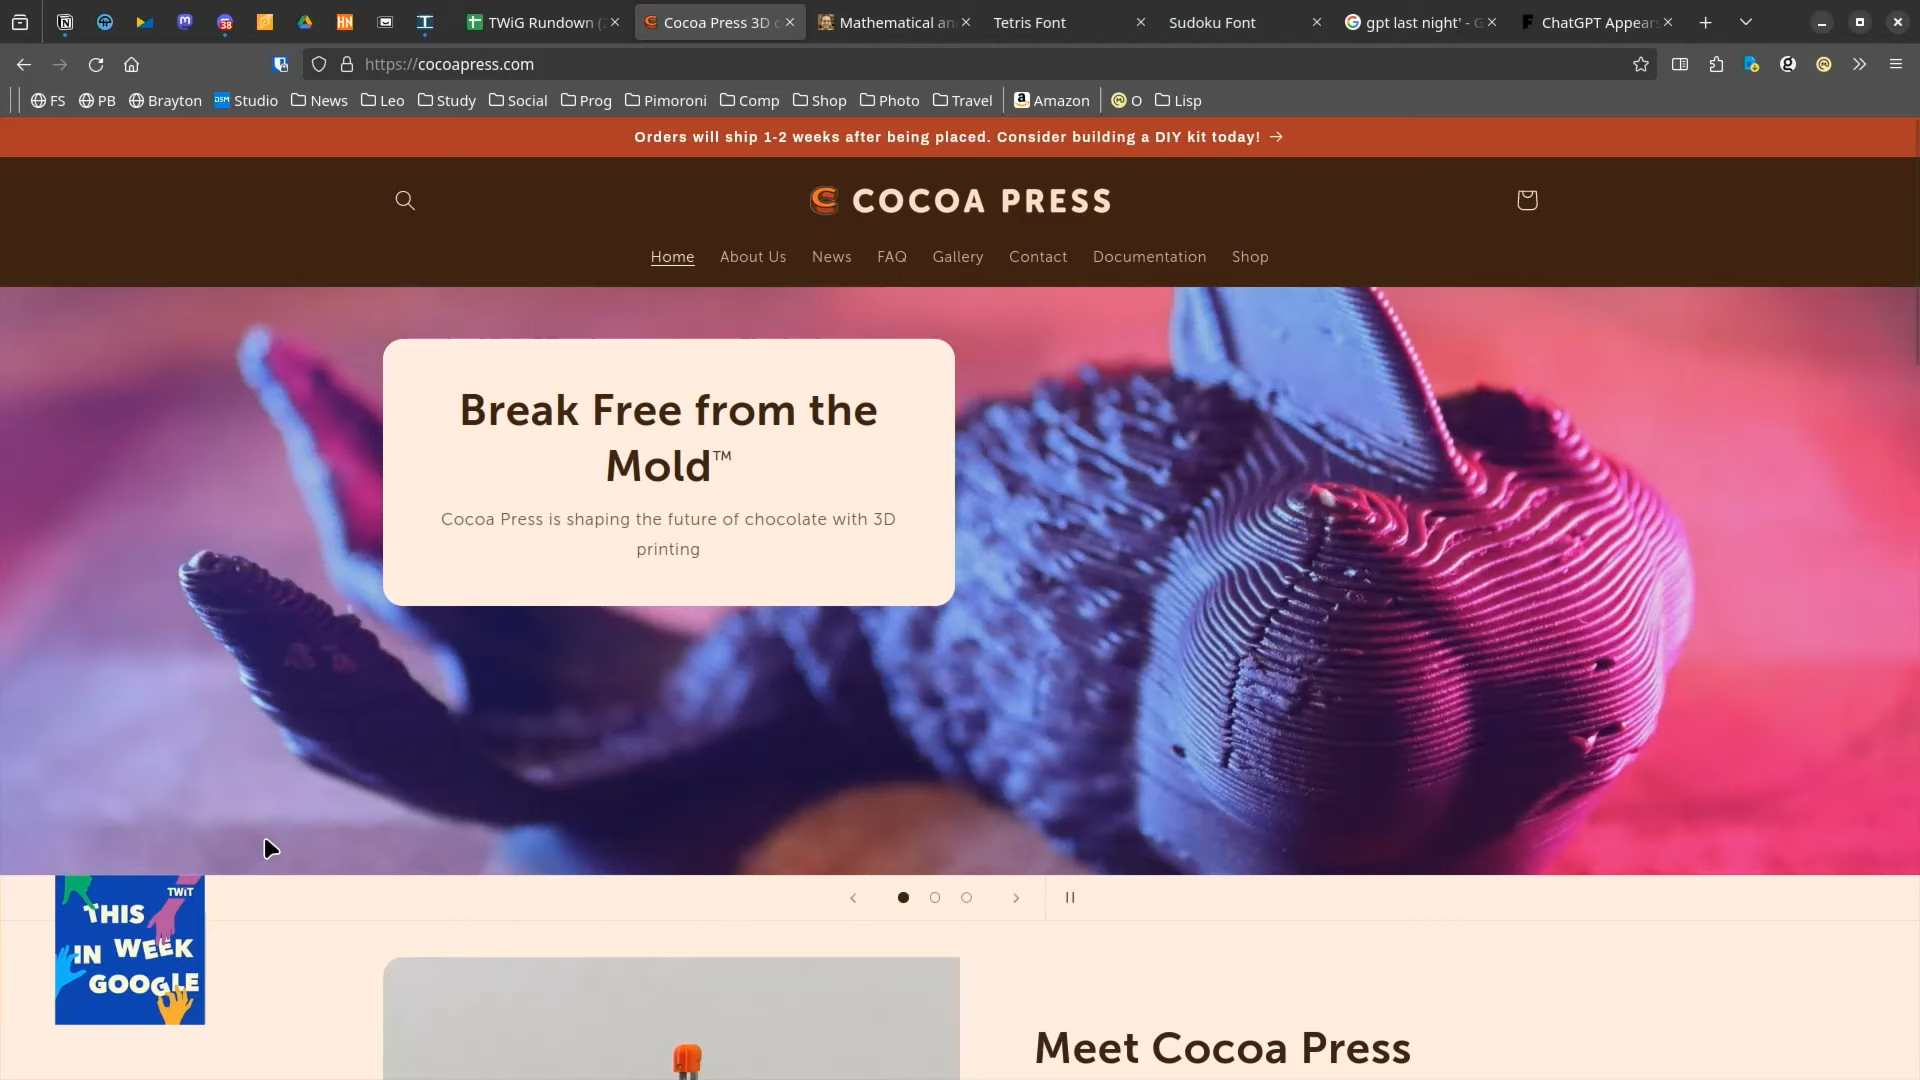 TWiG Rundown (
Cocoa Press 3D c
Mathematical an
Tetris Font
Sudoku Font
gpt last night' - G
ChatGPT Appears
https://cocoapress.com
FS
PB
Brayton
Studio
News
Leo
Study
Social
Prog
Pimoroni
Comp
Shop
Photo
Travel
Amazon
O
Lisp
Orders will ship 1-2 weeks after being placed. Consider building a DIY kit today! →
COCOA PRESS
Home
About Us
News
FAQ
Gallery
Contact
Documentation
Shop
Break Free from the
Mold™
Cocoa Press is shaping the future of chocolate with 3D
printing
TWiT
THIS
IN WEEK
GOOGLE
Meet Cocoa Press